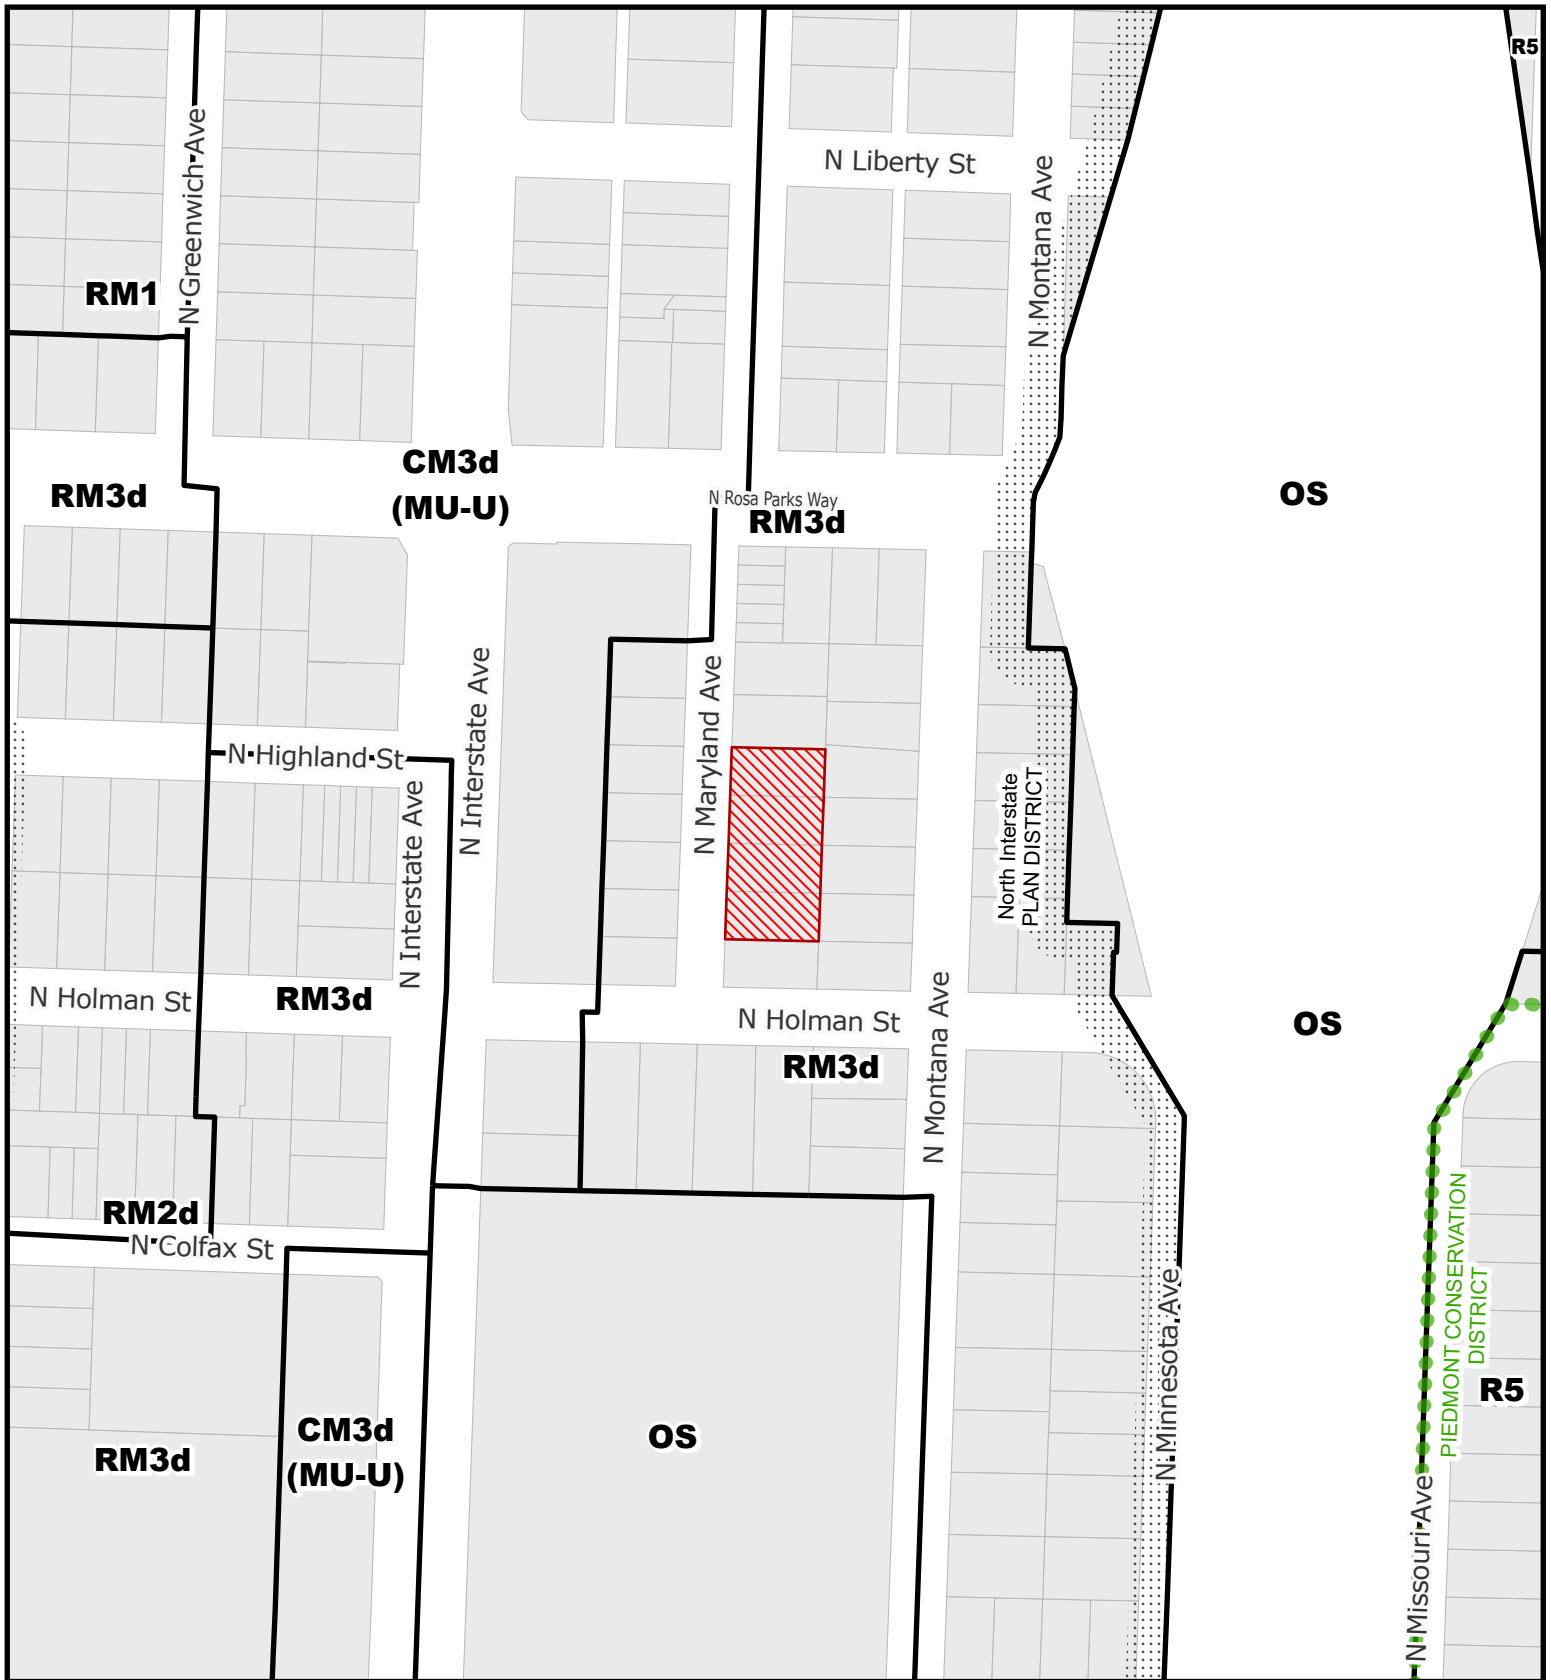 R5
N Greenwich Ave
N Liberty St
N Montana Ave
RM1
CM3d
(MU-U)
RM3d
N Rosa Parks Way
RM3d
OS
N Interstate Ave
N Maryland Ave
N Highland St
N Interstate Ave
North Interstate
PLAN DISTRICT
N Holman St
RM3d
N Holman St
OS
RM3d
N Montana Ave
RM2d
N Colfax St
PIEDMONT CONSERVATION
DISTRICT
N Minnesota Ave
R5
CM3d
(MU-U)
OS
RM3d
N Missouri Ave